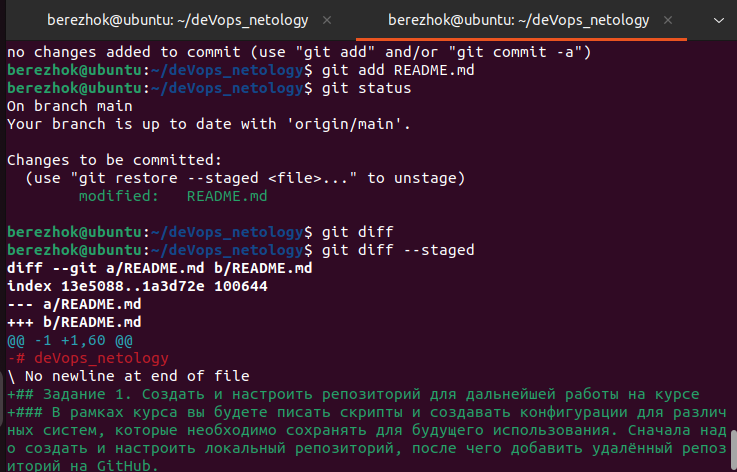 berezhok@ubuntu: ~/deVops_netology × berezhok@ubuntu: ~/deVops_netology ×
no changes added to commit (use "git add" and/or "git commit -a")
berezhok@ubuntu:~/deVops_netology$ git add README.md
berezhok@ubuntu:~/deVops_netology$ git status
On branch main
Your branch is up to date with 'origin/main'.
Changes to be committed:
  (use "git restore --staged <file>..." to unstage)
        modified:   README.md
berezhok@ubuntu:~/deVops_netology$ git diff
berezhok@ubuntu:~/deVops_netology$ git diff --staged
diff --git a/README.md b/README.md
index 13e5088..1a3d72e 100644
--- a/README.md
+++ b/README.md
@@ -1 +1,60 @@
-# deVops_netology
\ No newline at end of file
+## Задание 1. Создать и настроить репозиторий для дальнейшей работы на курсе
+### В рамках курса вы будете писать скрипты и создавать конфигурации для различ
ных систем, которые необходимо сохранять для будущего использования. Сначала над
о создать и настроить локальный репозиторий, после чего добавить удалённый репоз
иторий на GitHub.